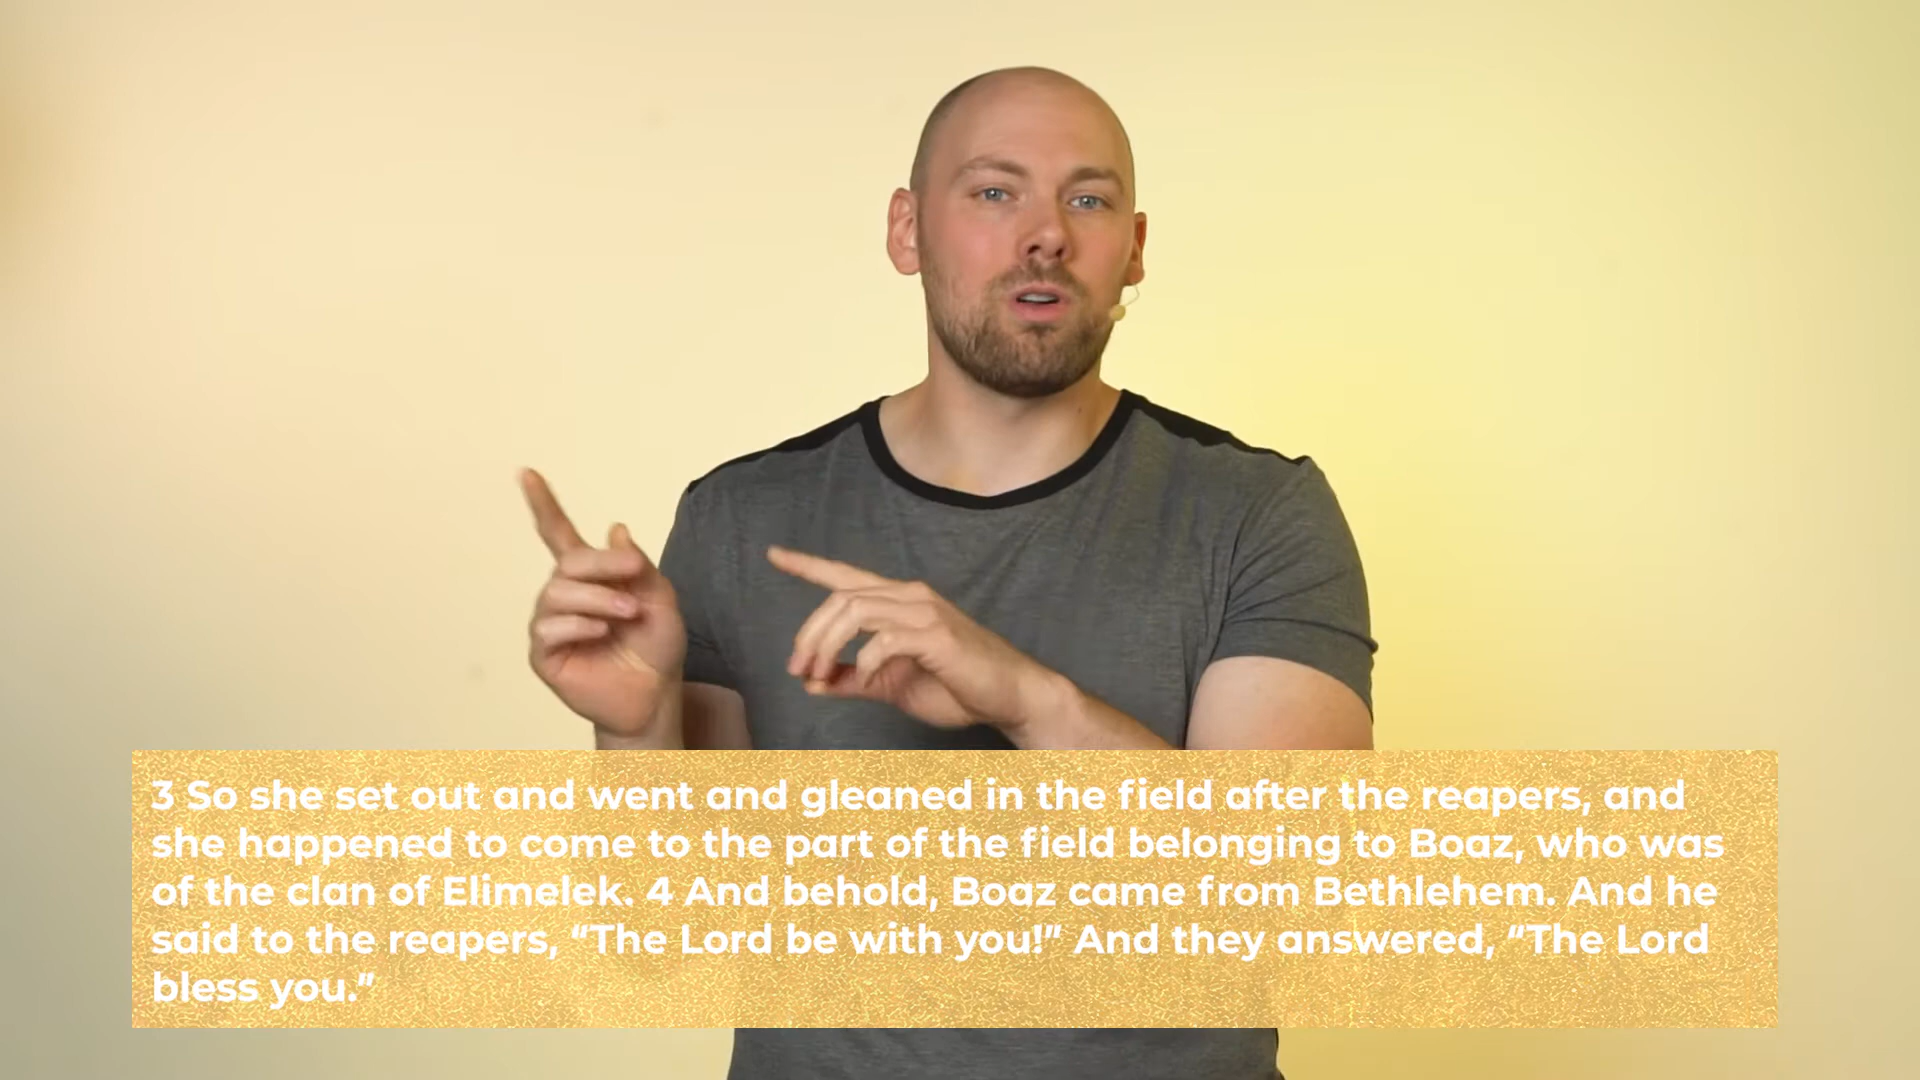 3 So she set out and went and gleaned in the field after the reapers, and
she happened to come to the part of the field belonging to Boaz, who was
of the clan of Elimelek. 4 And behold, Boaz came from Bethlehem. And he
said to the reapers, “The Lord be with you!” And they answered, “The Lord
bless you.”